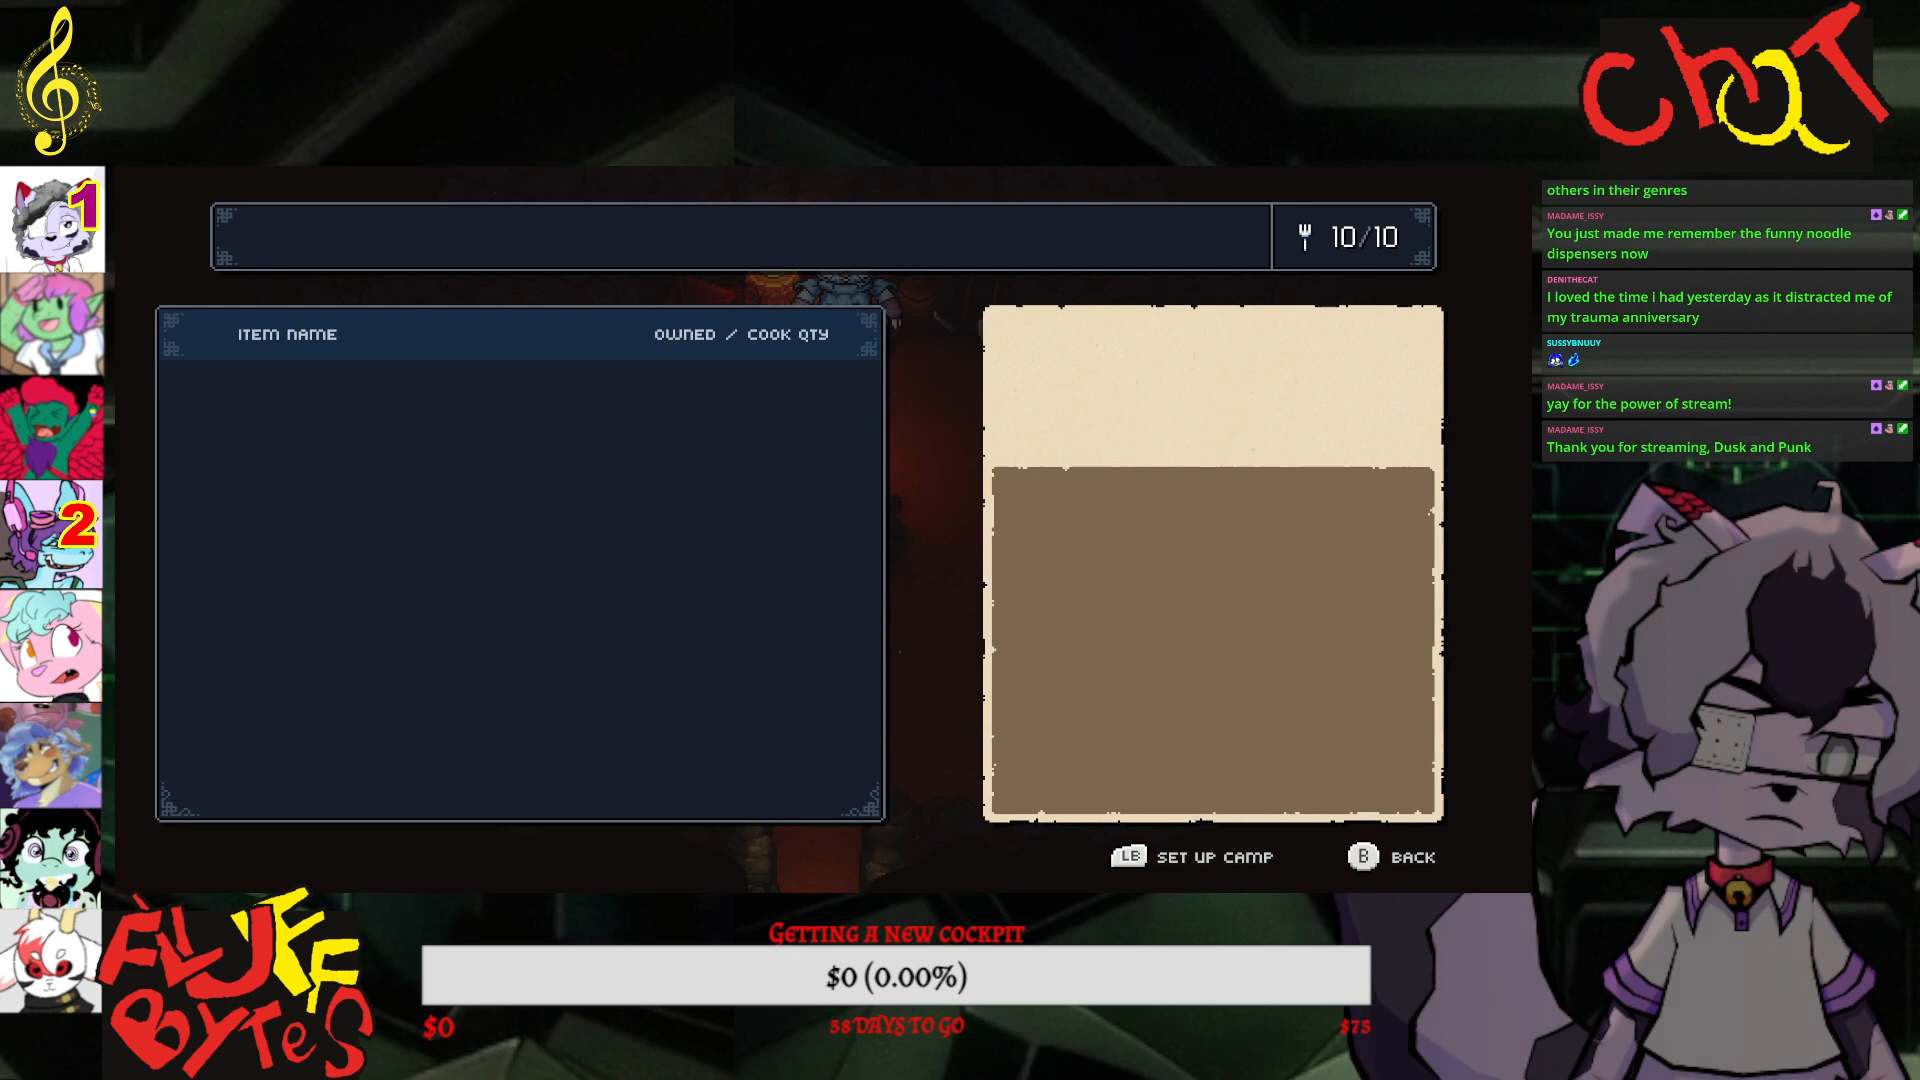 chaT
1
2
10/10
ITEM NAME
OWNED / COOK QTY
LB SET UP CAMP
B BACK
others in their genres
MADAME_ISSY
You just made me remember the funny noodle
dispensers now
DENITHECAT
I loved the time i had yesterday as it distracted me of
my trauma anniversary
SUSSYBNUUY
MADAME_ISSY
yay for the power of stream!
MADAME_ISSY
Thank you for streaming, Dusk and Punk
FLUFF
BYTeS
Getting a new cockpit
$0 (0.00%)
$0
58 days to go
$75